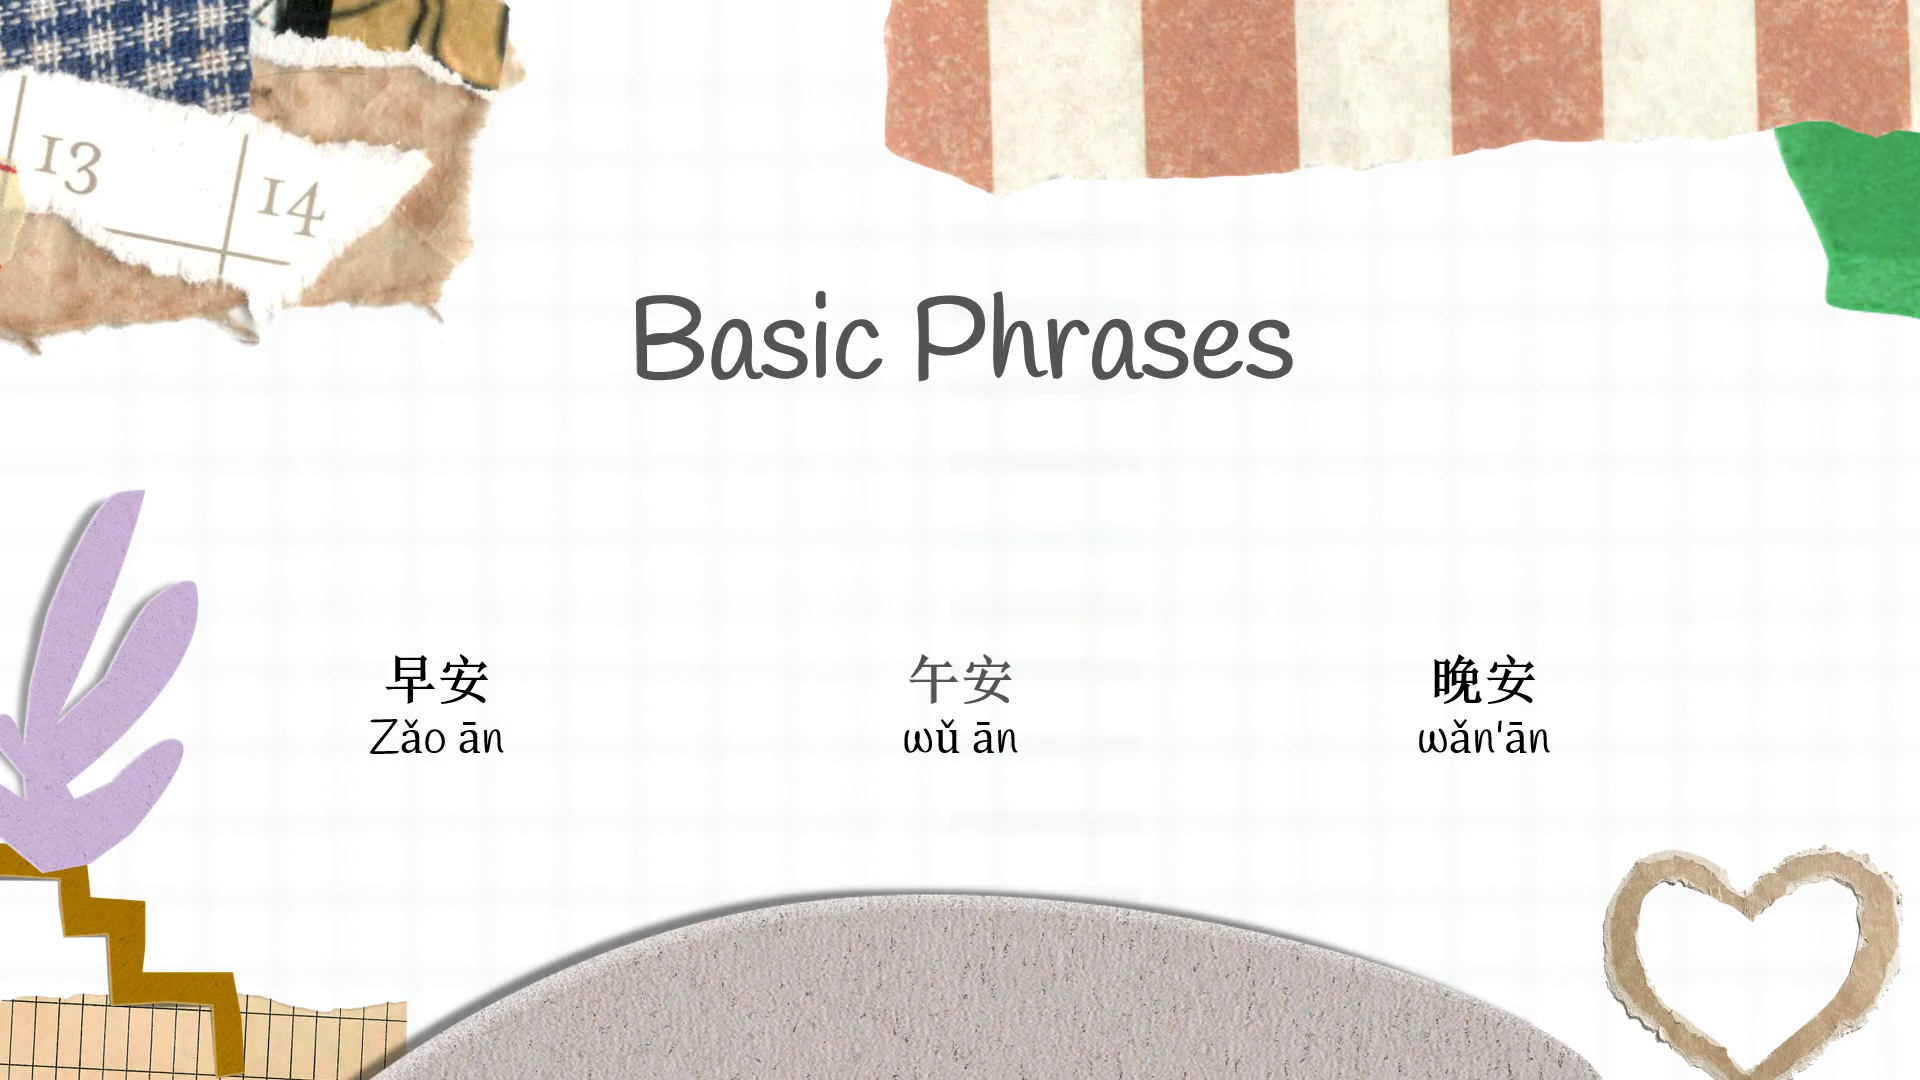 13
14
Basic Phrases
早安
Zǎo ān
午安
wǔ ān
晚安
wǎn'ān